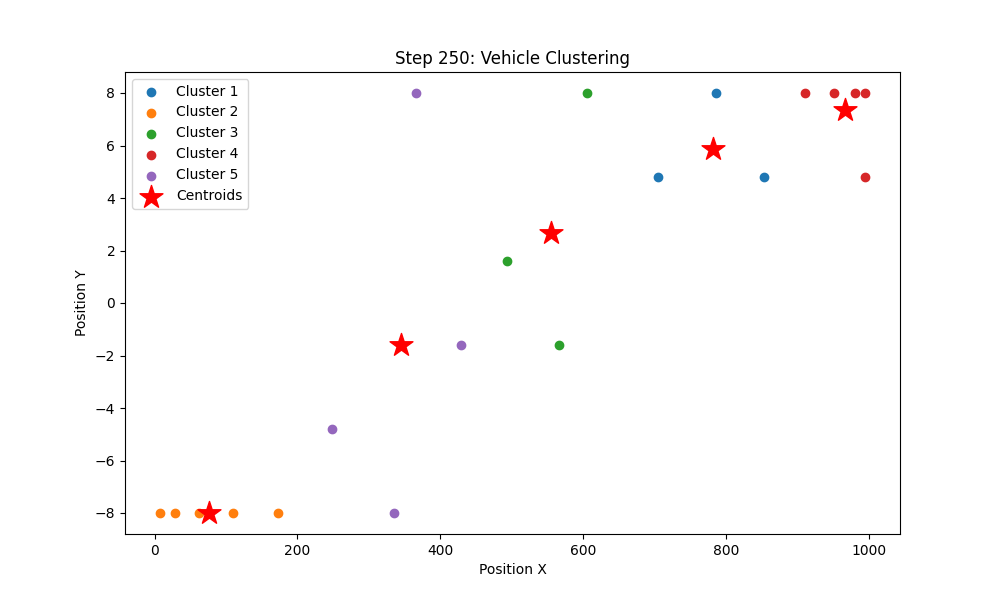 Step 250: Vehicle Clustering
Cluster 1
Cluster 2
Cluster 3
Cluster 4
Cluster 5
Centroids
8
6
4
2
0
−2
−4
−6
−8
Position Y
0
200
400
600
800
1000
Position X